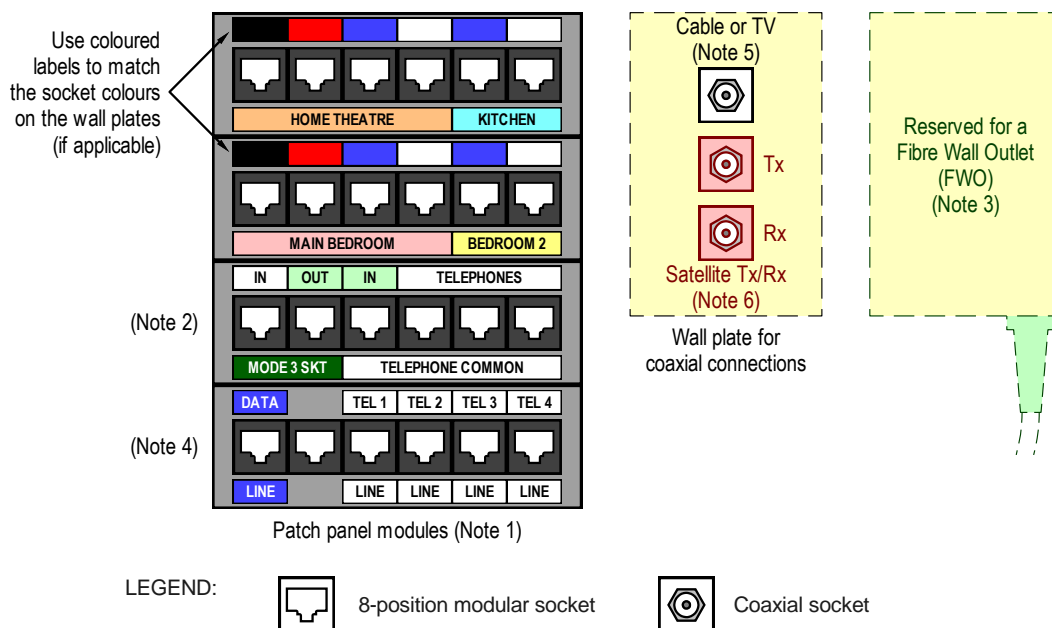 Use coloured
labels to match
the socket colours
on the wall plates
(if applicable)
HOME THEATRE
KITCHEN
MAIN BEDROOM
BEDROOM 2
IN
OUT
IN
TELEPHONES
(Note 2)
MODE 3 SKT
TELEPHONE COMMON
DATA
TEL 1
TEL 2
TEL 3
TEL 4
(Note 4)
LINE
LINE
LINE
LINE
LINE
Patch panel modules (Note 1)
Cable or TV
(Note 5)
Tx
Rx
Satellite Tx/Rx
(Note 6)
Wall plate for
coaxial connections
Reserved for a
Fibre Wall Outlet
(FWO)
(Note 3)
LEGEND:
8-position modular socket
Coaxial socket